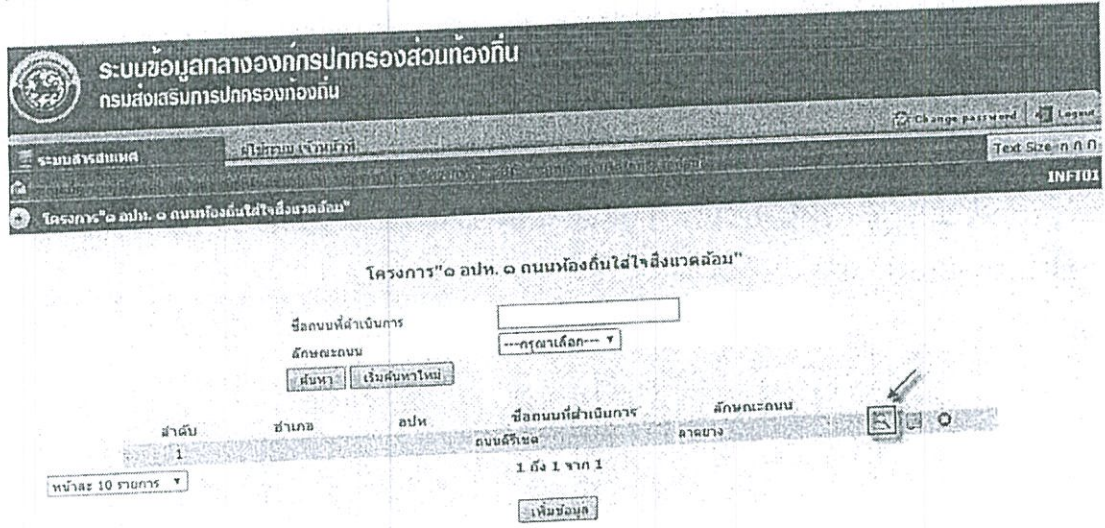 ระบบข้อมูลกลางองค์กรปกครองส่วนท้องถิ่น
กรมส่งเสริมการปกครองท้องถิ่น
Change password Logout
ระบบสารสนเทศ
Text Size ก ก ก
INFT01
โครงการ"๑ อปท. ๑ ถนนท้องถิ่นใส่ใจสิ่งแวดล้อม"
โครงการ"๑ อปท. ๑ ถนนท้องถิ่นใส่ใจสิ่งแวดล้อม"
ชื่อถนนที่ดำเนินการ
ลักษณะถนน ---กรุณาเลือก---
ค้นหา เริ่มค้นหาใหม่
ลำดับ อำเภอ อปท ชื่อถนนที่ดำเนินการ ลักษณะถนน
1 ถนนคีรีเขต ลาดยาง
หน้าละ 10 รายการ 1 ถึง 1 จาก 1
เพิ่มข้อมูล